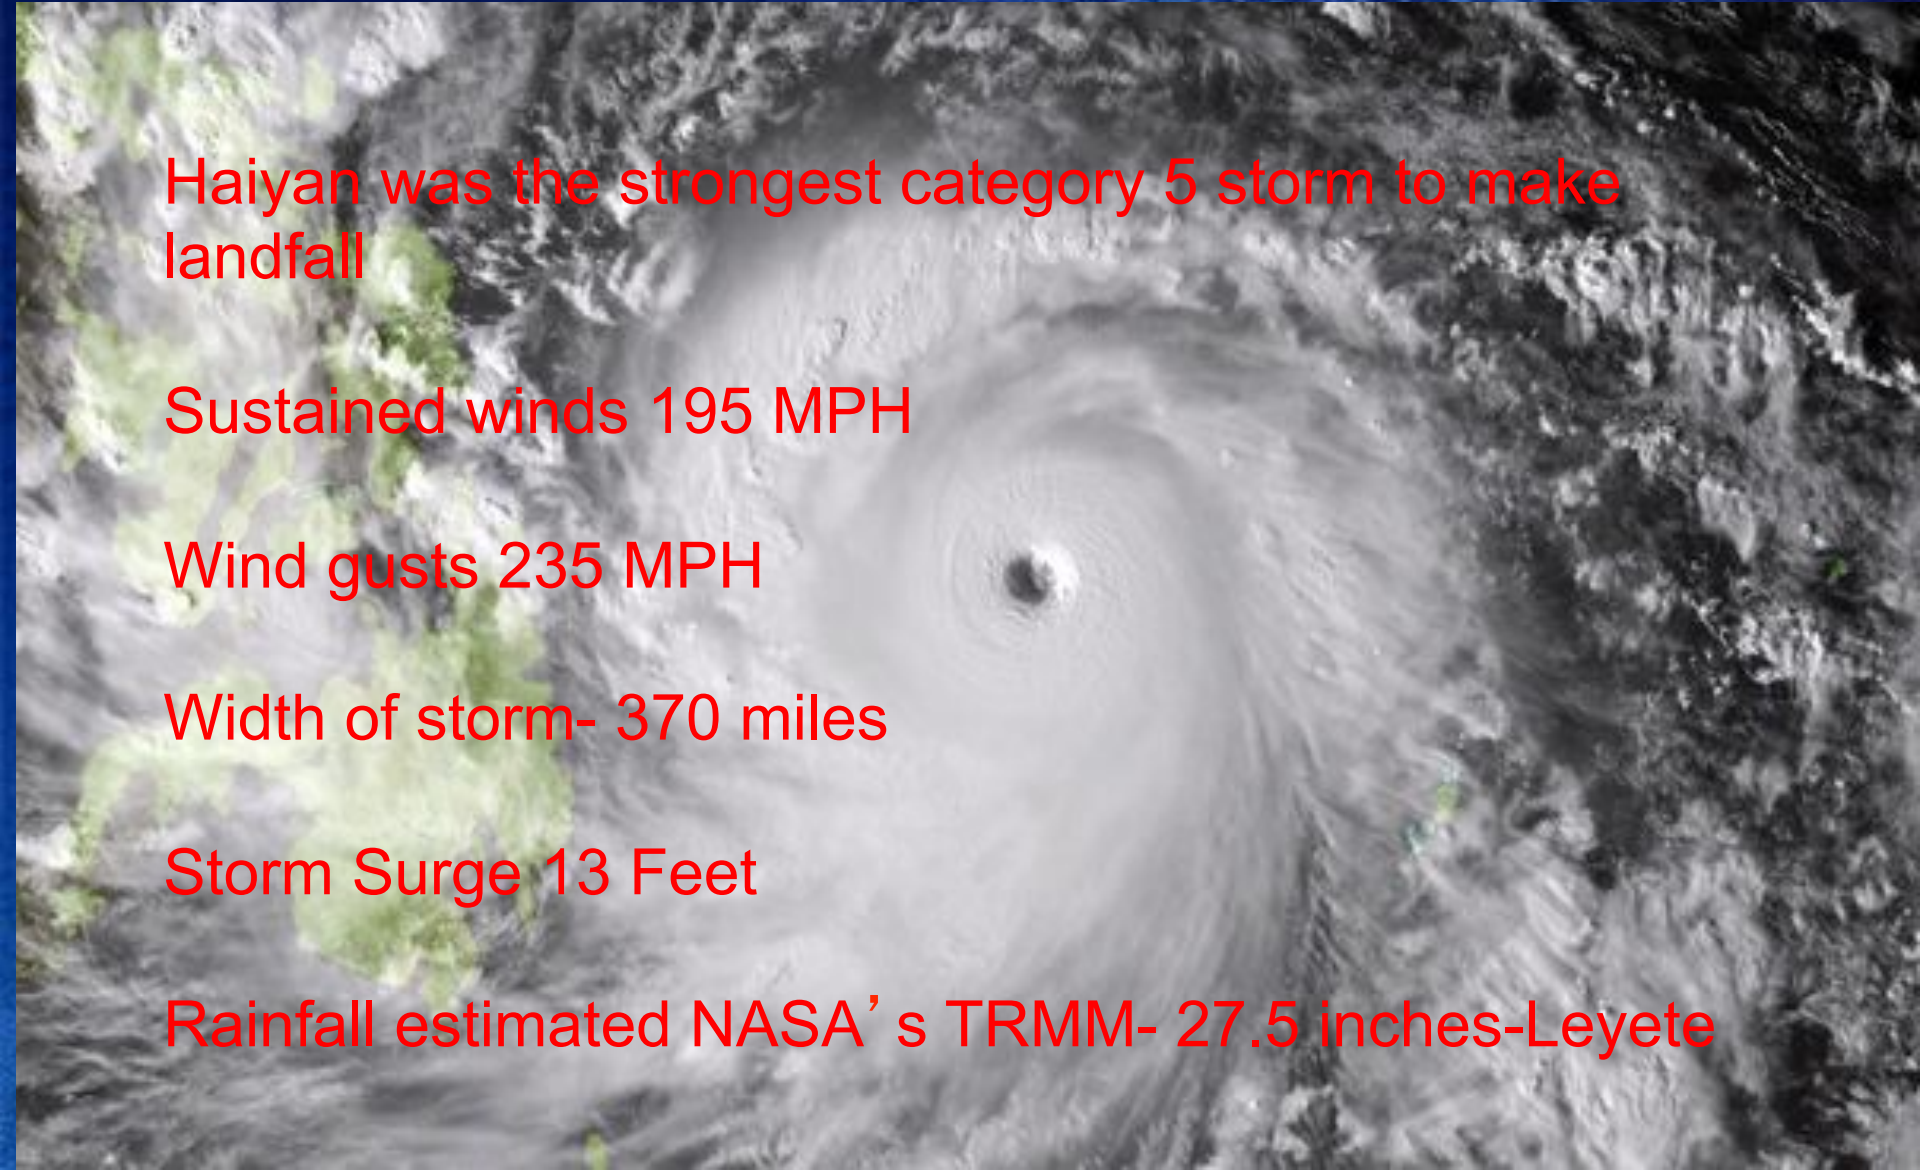 Haiyan was the strongest category 5 storm to make
landfall
Sustained winds 195 MPH
Wind gusts 235 MPH
Width of storm- 370 miles
Storm Surge 13 Feet
Rainfall estimated NASA’s TRMM- 27.5 inches-Leyete